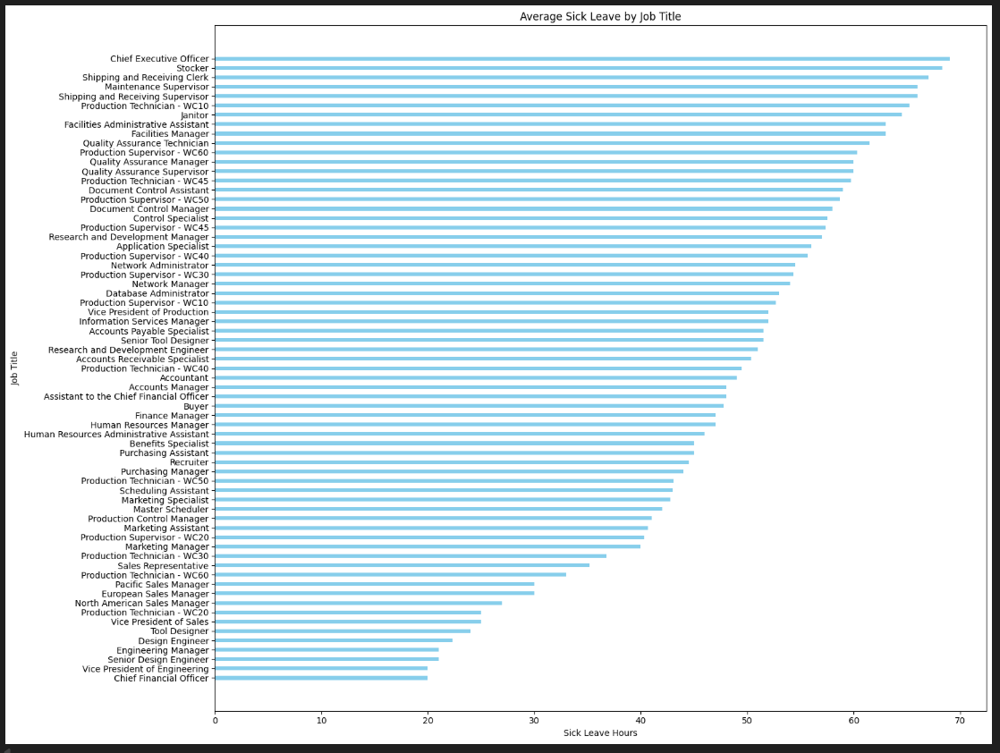 Average Sick Leave by Job Title
Chief Executive Officer
Stocker
Shipping and Receiving Clerk
Maintenance Supervisor
Shipping and Receiving Supervisor
Production Technician - WC10
Janitor
Facilities Administrative Assistant
Facilities Manager
Quality Assurance Technician
Production Supervisor - WC60
Quality Assurance Manager
Quality Assurance Supervisor
Production Technician - WC45
Document Control Assistant
Production Supervisor - WC50
Document Control Manager
Control Specialist
Production Supervisor - WC45
Research and Development Manager
Application Specialist
Production Supervisor - WC40
Network Administrator
Production Supervisor - WC30
Network Manager
Database Administrator
Production Supervisor - WC10
Vice President of Production
Information Services Manager
Accounts Payable Specialist
Senior Tool Designer
Research and Development Engineer
Accounts Receivable Specialist
Production Technician - WC40
Accountant
Accounts Manager
Assistant to the Chief Financial Officer
Buyer
Finance Manager
Human Resources Manager
Human Resources Administrative Assistant
Benefits Specialist
Purchasing Assistant
Recruiter
Purchasing Manager
Production Technician - WC50
Scheduling Assistant
Marketing Specialist
Master Scheduler
Production Control Manager
Marketing Assistant
Production Supervisor - WC20
Marketing Manager
Production Technician - WC30
Sales Representative
Production Technician - WC60
Pacific Sales Manager
European Sales Manager
North American Sales Manager
Production Technician - WC20
Vice President of Sales
Tool Designer
Design Engineer
Engineering Manager
Senior Design Engineer
Vice President of Engineering
Chief Financial Officer
Job Title
0 10 20 30 40 50 60 70
Sick Leave Hours